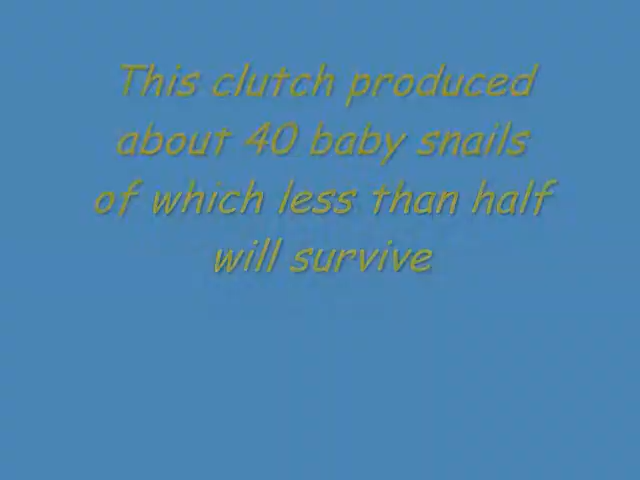 This clutch produced
about 40 baby snails
of which less than half
will survive